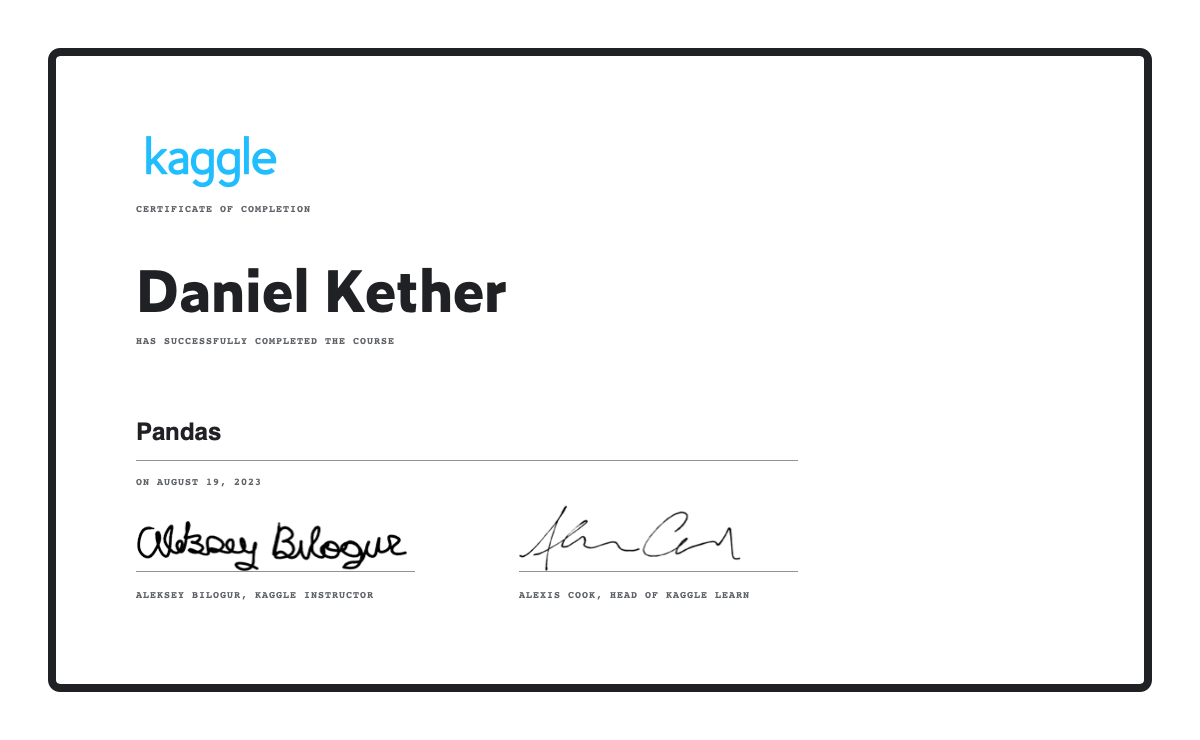 kaggle
CERTIFICATE OF COMPLETION
Daniel Kether
HAS SUCCESSFULLY COMPLETED THE COURSE
Pandas
ON AUGUST 19, 2023
Aleksey Bilogur
ALEKSEY BILOGUR, KAGGLE INSTRUCTOR
ALEXIS COOK, HEAD OF KAGGLE LEARN